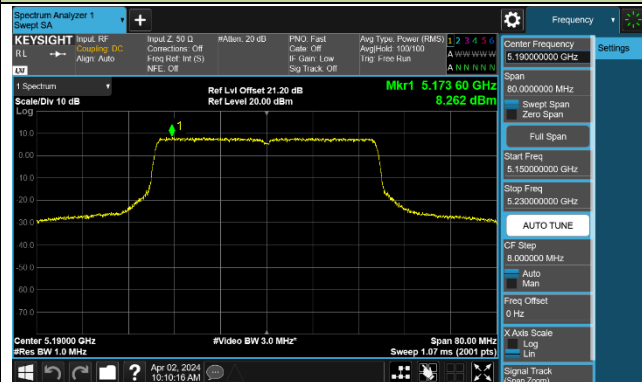 Spectrum Analyzer 1
Swept SA
+
Frequency
KEYSIGHT
RL
Input: RF
Coupling: DC
Align: Auto
Input Z: 50 Ω
Corrections: Off
Freq Ref: Int (S)
NFE: Off
#Atten: 20 dB
PNO: Fast
Gate: Off
IF Gain: Low
Sig Track: Off
Avg Type: Power (RMS)
Avg|Hold: 100/100
Trig: Free Run
1 2 3 4 5 6
A W W W W W
A N N N N N
1 Spectrum
Scale/Div 10 dB
Log
Ref Lvl Offset 21.20 dB
Ref Level 20.00 dBm
Mkr1 5.173 60 GHz
8.262 dBm
1
10.0
0.00
-10.0
-20.0
-30.0
-40.0
-50.0
-60.0
-70.0
Center 5.19000 GHz
#Res BW 1.0 MHz
#Video BW 3.0 MHz*
Span 80.00 MHz
Sweep 1.07 ms (2001 pts)
Center Frequency
5.190000000 GHz
Settings
Span
80.0000000 MHz
Swept Span
Zero Span
Full Span
Start Freq
5.150000000 GHz
Stop Freq
5.230000000 GHz
AUTO TUNE
CF Step
8.000000 MHz
Auto
Man
Freq Offset
0 Hz
X Axis Scale
Log
Lin
Signal Track
(Span Zoom)
?
Apr 02, 2024
10:10:16 AM